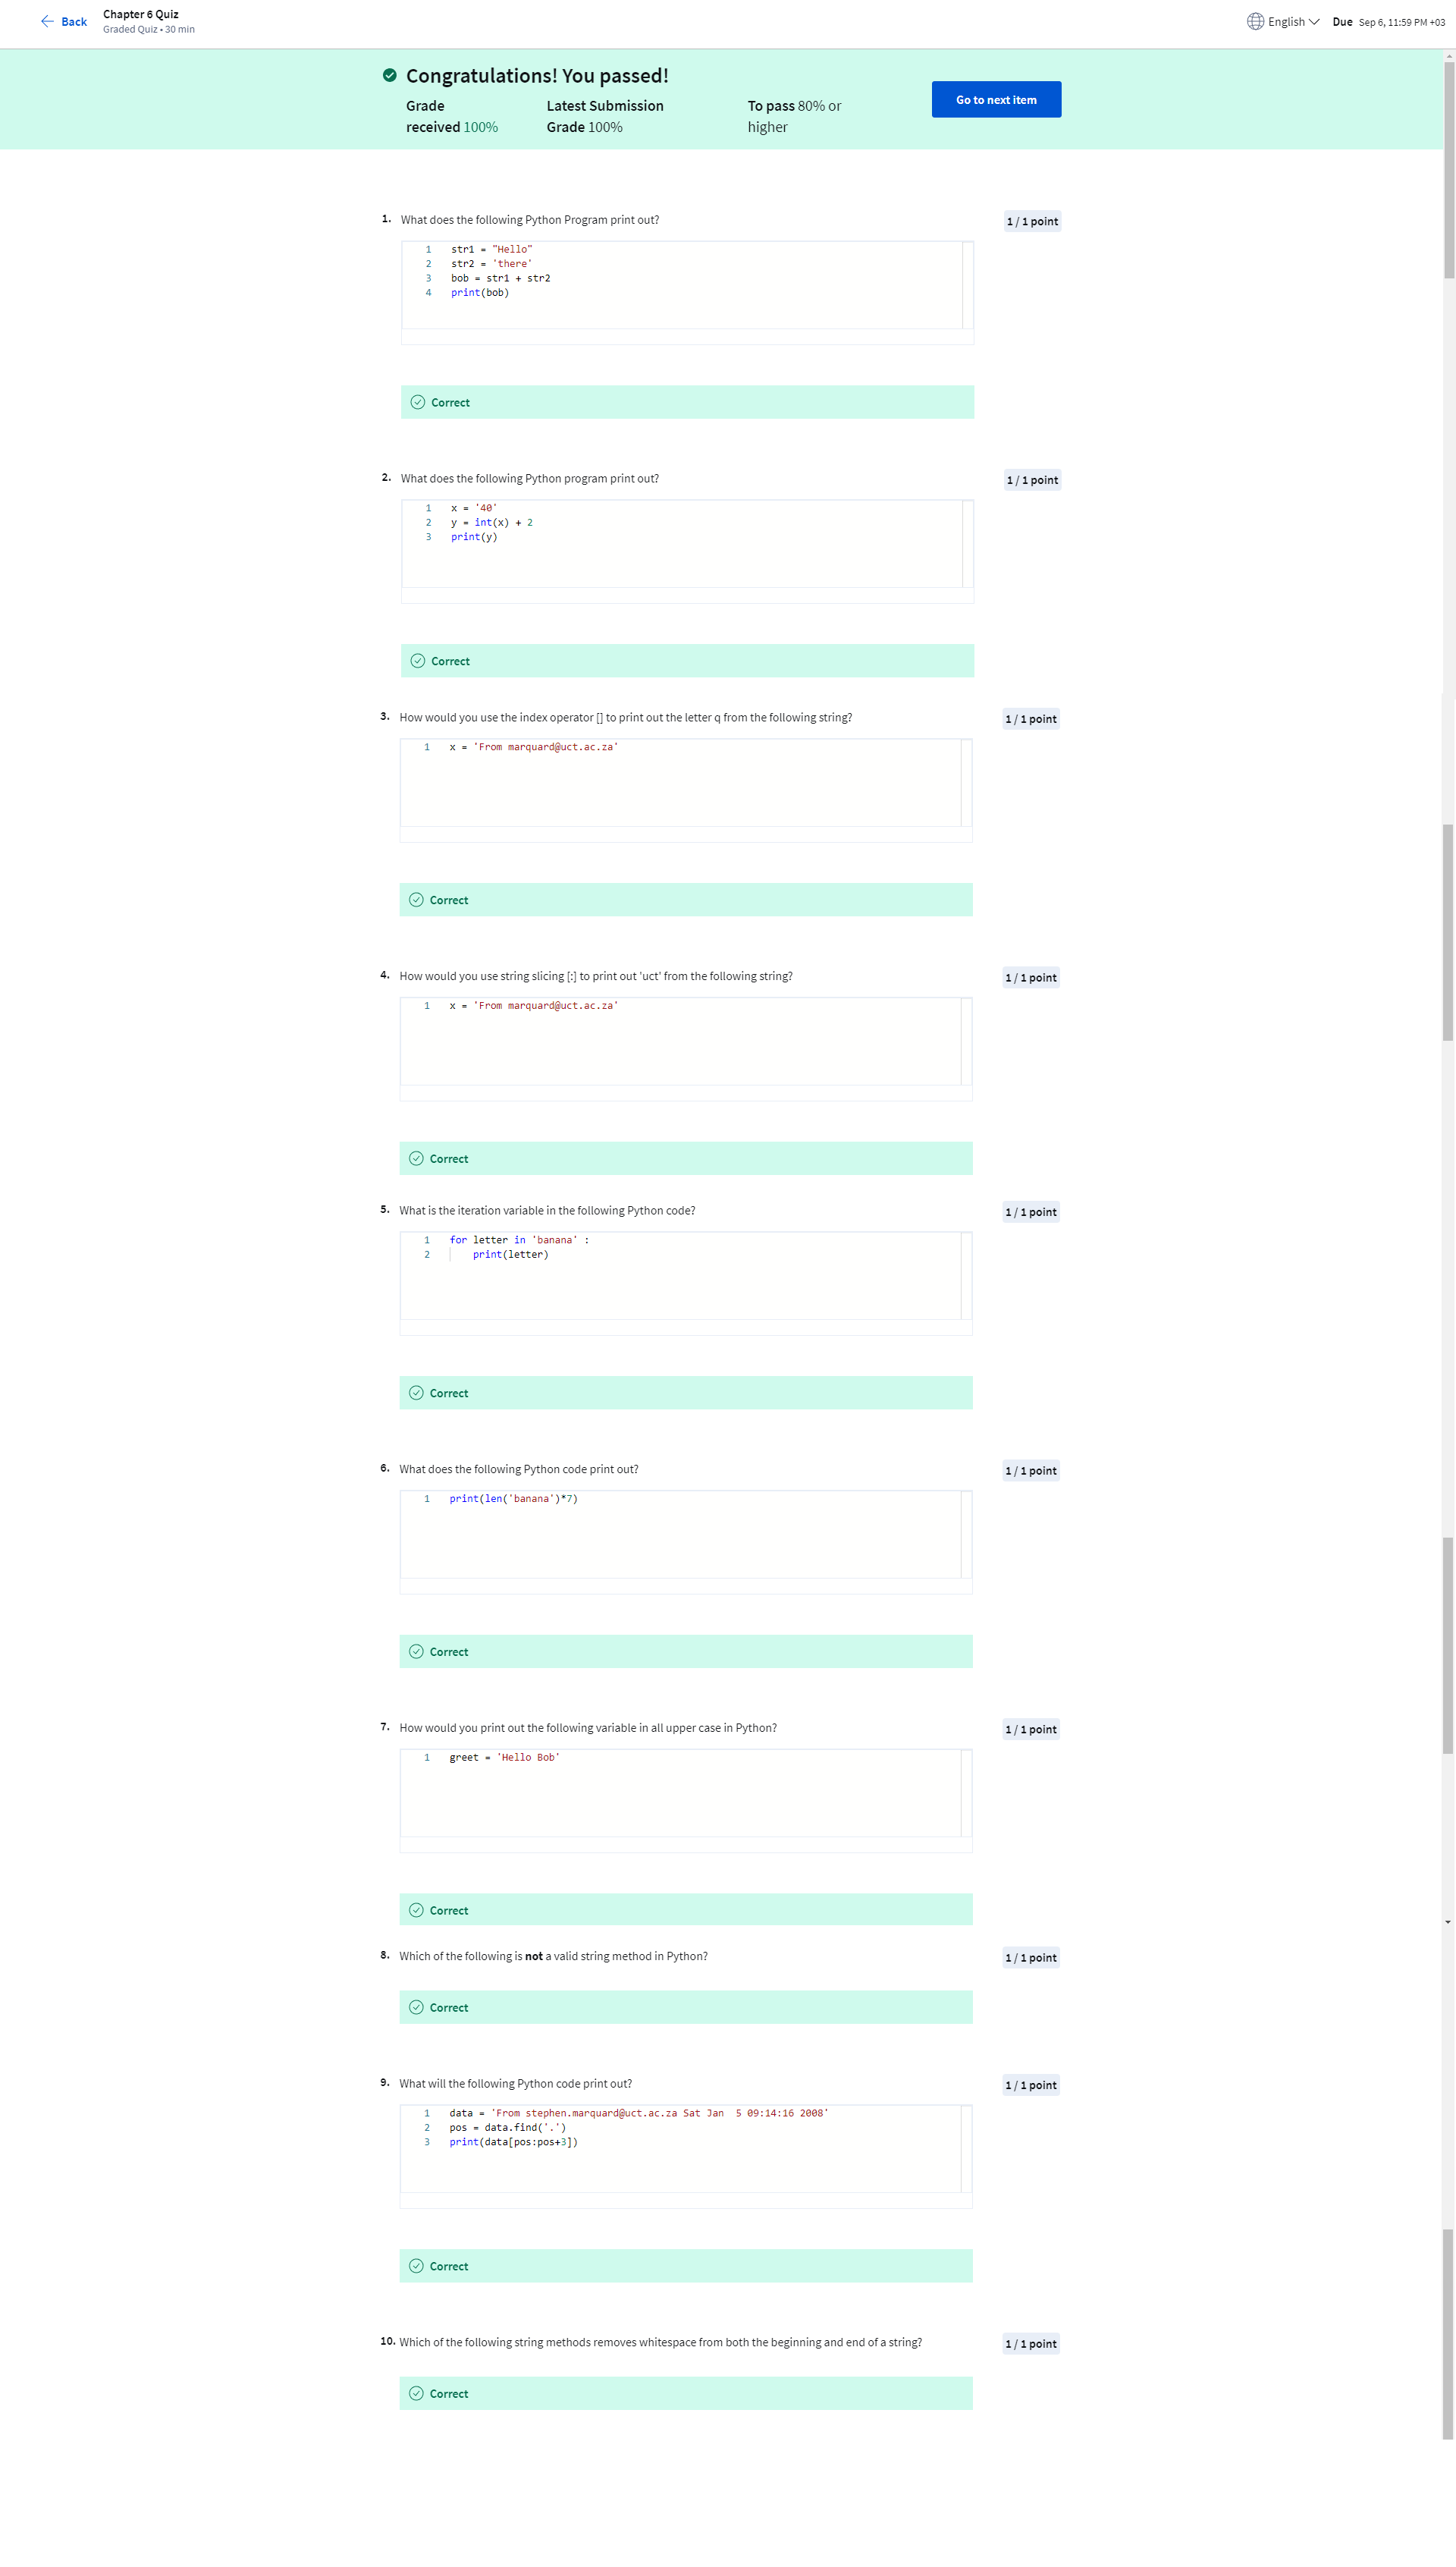 Back
Chapter 6 Quiz
Graded Quiz • 30 min
English
Due Sep 6, 11:59 PM +03
Congratulations! You passed!
Grade received 100%
Latest Submission Grade 100%
To pass 80% or higher
Go to next item
1. What does the following Python Program print out?
1 / 1 point
1 str1 = "Hello"
2 str2 = 'there'
3 bob = str1 + str2
4 print(bob)
Correct
2. What does the following Python program print out?
1 / 1 point
1 x = '40'
2 y = int(x) + 2
3 print(y)
Correct
3. How would you use the index operator [] to print out the letter q from the following string?
1 / 1 point
1 x = 'From marquard@uct.ac.za'
Correct
4. How would you use string slicing [:] to print out 'uct' from the following string?
1 / 1 point
1 x = 'From marquard@uct.ac.za'
Correct
5. What is the iteration variable in the following Python code?
1 / 1 point
1 for letter in 'banana' :
2     print(letter)
Correct
6. What does the following Python code print out?
1 / 1 point
1 print(len('banana')*7)
Correct
7. How would you print out the following variable in all upper case in Python?
1 / 1 point
1 greet = 'Hello Bob'
Correct
8. Which of the following is not a valid string method in Python?
1 / 1 point
Correct
9. What will the following Python code print out?
1 / 1 point
1 data = 'From stephen.marquard@uct.ac.za Sat Jan  5 09:14:16 2008'
2 pos = data.find('.')
3 print(data[pos:pos+3])
Correct
10. Which of the following string methods removes whitespace from both the beginning and end of a string?
1 / 1 point
Correct